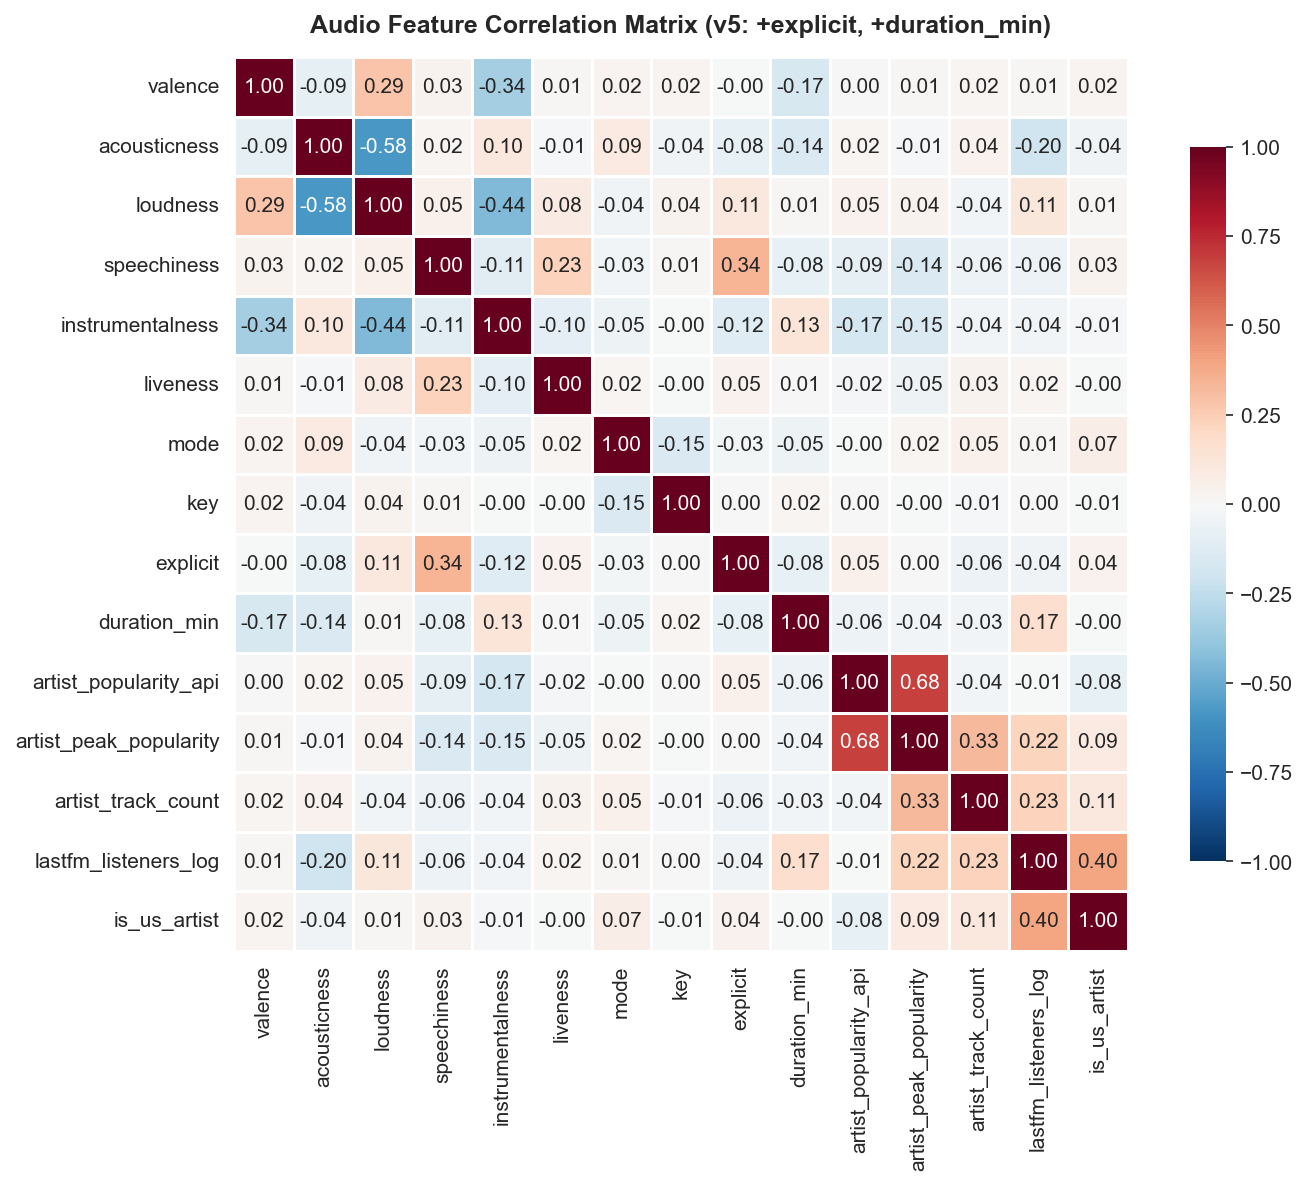 Audio Feature Correlation Matrix (v5: +explicit, +duration_min)
valence 1.00 -0.09 0.29 0.03 -0.34 0.01 0.02 0.02 -0.00 -0.17 0.00 0.01 0.02 0.01 0.02
acousticness -0.09 1.00 -0.58 0.02 0.10 -0.01 0.09 -0.04 -0.08 -0.14 0.02 -0.01 0.04 -0.20 -0.04
loudness 0.29 -0.58 1.00 0.05 -0.44 0.08 -0.04 0.04 0.11 0.01 0.05 0.04 -0.04 0.11 0.01
speechiness 0.03 0.02 0.05 1.00 -0.11 0.23 -0.03 0.01 0.34 -0.08 -0.09 -0.14 -0.06 -0.06 0.03
instrumentalness -0.34 0.10 -0.44 -0.11 1.00 -0.10 -0.05 -0.00 -0.12 0.13 -0.17 -0.15 -0.04 -0.04 -0.01
liveness 0.01 -0.01 0.08 0.23 -0.10 1.00 0.02 -0.00 0.05 0.01 -0.02 -0.05 0.03 0.02 -0.00
mode 0.02 0.09 -0.04 -0.03 -0.05 0.02 1.00 -0.15 -0.03 -0.05 -0.00 0.02 0.05 0.01 0.07
key 0.02 -0.04 0.04 0.01 -0.00 -0.00 -0.15 1.00 0.00 0.02 0.00 -0.00 -0.01 0.00 -0.01
explicit -0.00 -0.08 0.11 0.34 -0.12 0.05 -0.03 0.00 1.00 -0.08 0.05 0.00 -0.06 -0.04 0.04
duration_min -0.17 -0.14 0.01 -0.08 0.13 0.01 -0.05 0.02 -0.08 1.00 -0.06 -0.04 -0.03 0.17 -0.00
artist_popularity_api 0.00 0.02 0.05 -0.09 -0.17 -0.02 -0.00 0.00 0.05 -0.06 1.00 0.68 -0.04 -0.01 -0.08
artist_peak_popularity 0.01 -0.01 0.04 -0.14 -0.15 -0.05 0.02 -0.00 0.00 -0.04 0.68 1.00 0.33 0.22 0.09
artist_track_count 0.02 0.04 -0.04 -0.06 -0.04 0.03 0.05 -0.01 -0.06 -0.03 -0.04 0.33 1.00 0.23 0.11
lastfm_listeners_log 0.01 -0.20 0.11 -0.06 -0.04 0.02 0.01 0.00 -0.04 0.17 -0.01 0.22 0.23 1.00 0.40
is_us_artist 0.02 -0.04 0.01 0.03 -0.01 -0.00 0.07 -0.01 0.04 -0.00 -0.08 0.09 0.11 0.40 1.00
valence
acousticness
loudness
speechiness
instrumentalness
liveness
mode
key
explicit
duration_min
artist_popularity_api
artist_peak_popularity
artist_track_count
lastfm_listeners_log
is_us_artist
1.00
0.75
0.50
0.25
0.00
−0.25
−0.50
−0.75
−1.00